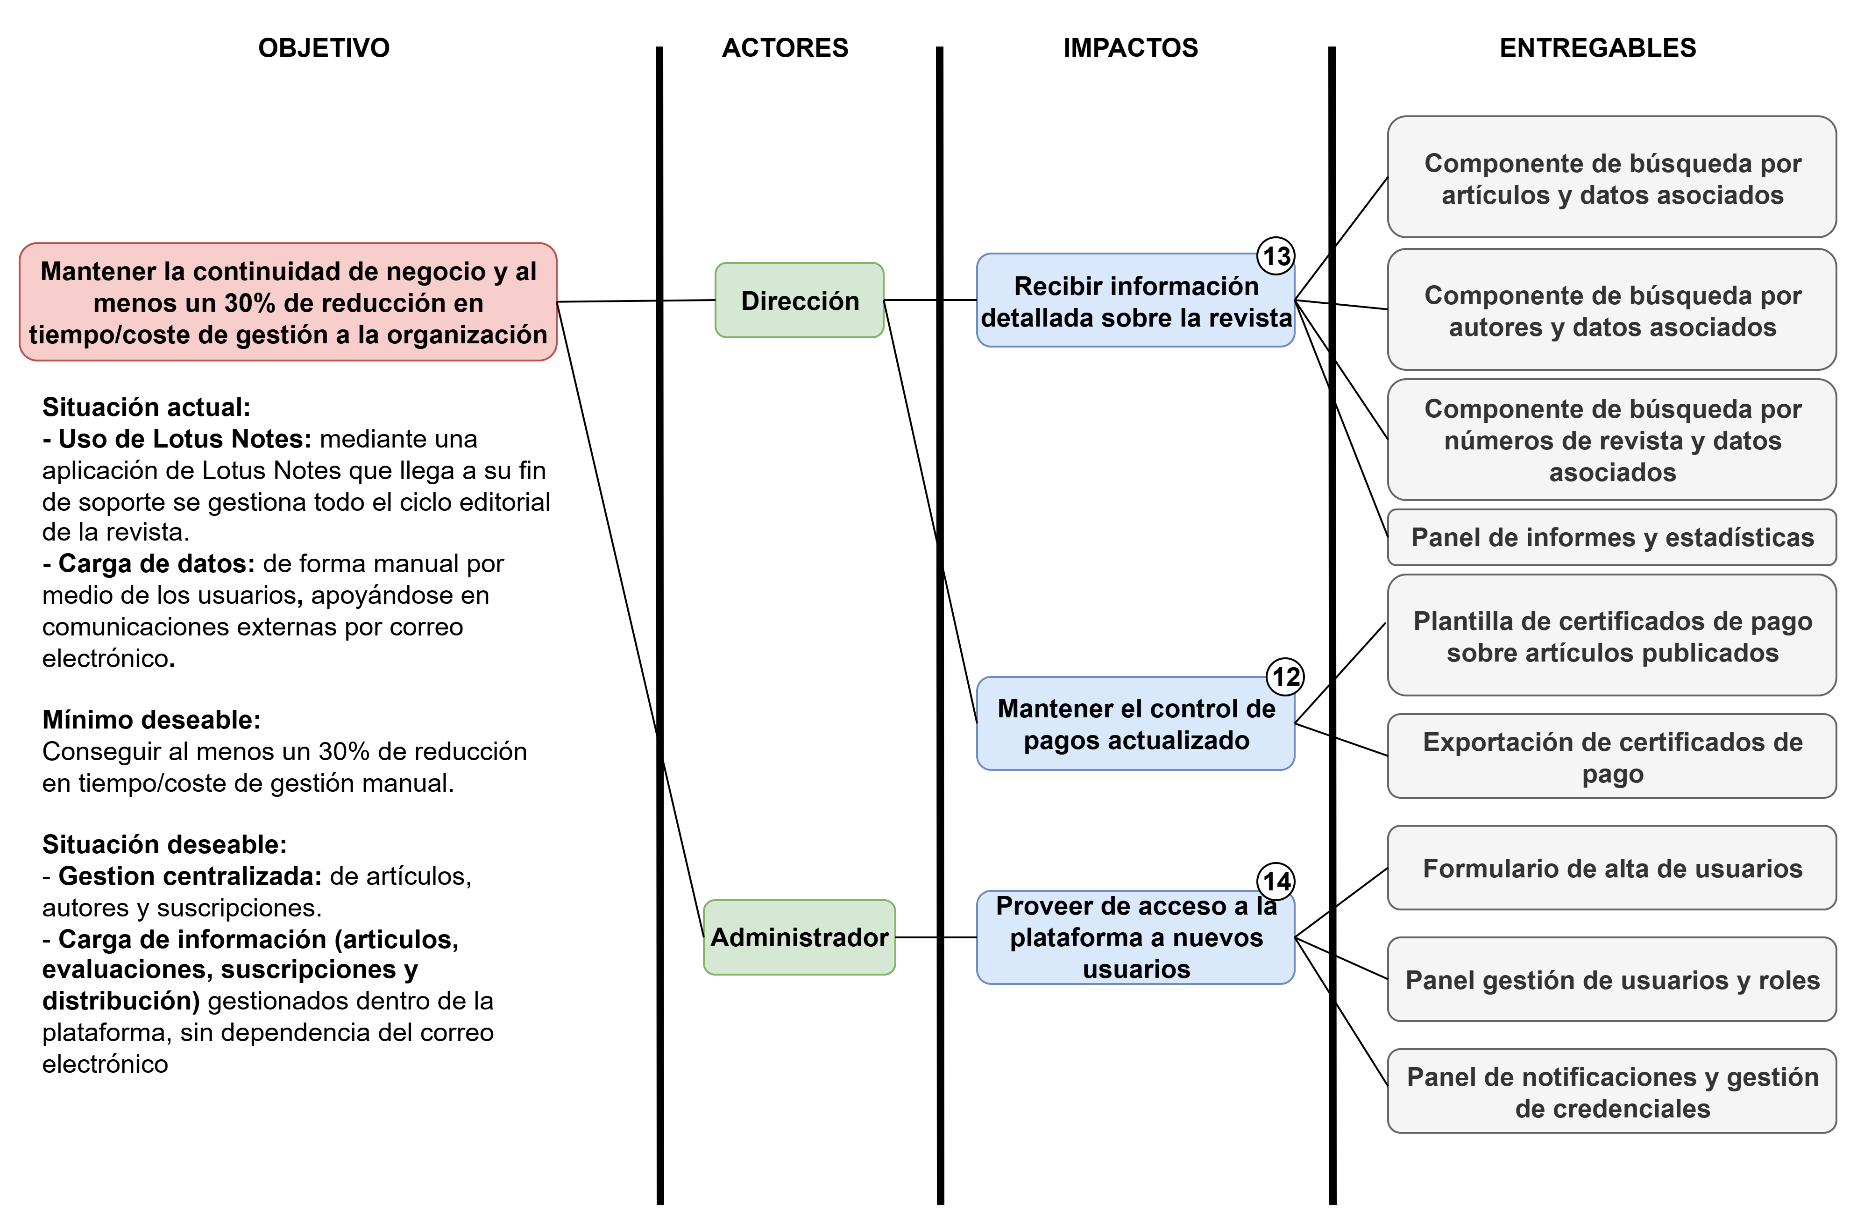 OBJETIVO
ACTORES
IMPACTOS
ENTREGABLES
Mantener la continuidad de negocio y al
menos un 30% de reducción en
tiempo/coste de gestión a la organización
Situación actual:
- Uso de Lotus Notes: mediante una
aplicación de Lotus Notes que llega a su fin
de soporte se gestiona todo el ciclo editorial
de la revista.
- Carga de datos: de forma manual por
medio de los usuarios, apoyándose en
comunicaciones externas por correo
electrónico.
Mínimo deseable:
Conseguir al menos un 30% de reducción
en tiempo/coste de gestión manual.
Situación deseable:
- Gestion centralizada: de artículos,
autores y suscripciones.
- Carga de información (articulos,
evaluaciones, suscripciones y
distribución) gestionados dentro de la
plataforma, sin dependencia del correo
electrónico
Dirección
Administrador
13
Recibir información
detallada sobre la revista
12
Mantener el control de
pagos actualizado
14
Proveer de acceso a la
plataforma a nuevos
usuarios
Componente de búsqueda por
artículos y datos asociados
Componente de búsqueda por
autores y datos asociados
Componente de búsqueda por
números de revista y datos
asociados
Panel de informes y estadísticas
Plantilla de certificados de pago
sobre artículos publicados
Exportación de certificados de
pago
Formulario de alta de usuarios
Panel gestión de usuarios y roles
Panel de notificaciones y gestión
de credenciales